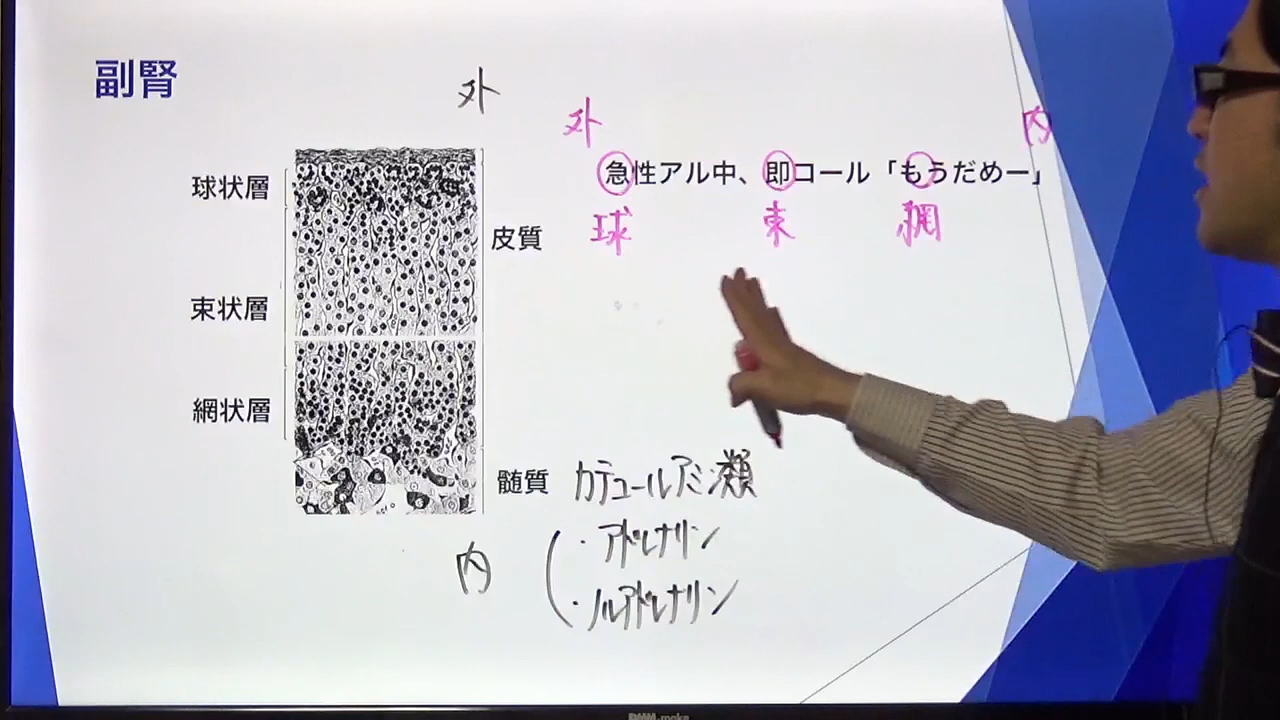 副腎
外
外
内
急性アル中、即コール「もうだめー」
球 束 網
球状層
皮質
束状層
網状層
髄質 カテコールアミン類
内
・アドレナリン
・ノルアドレナリン